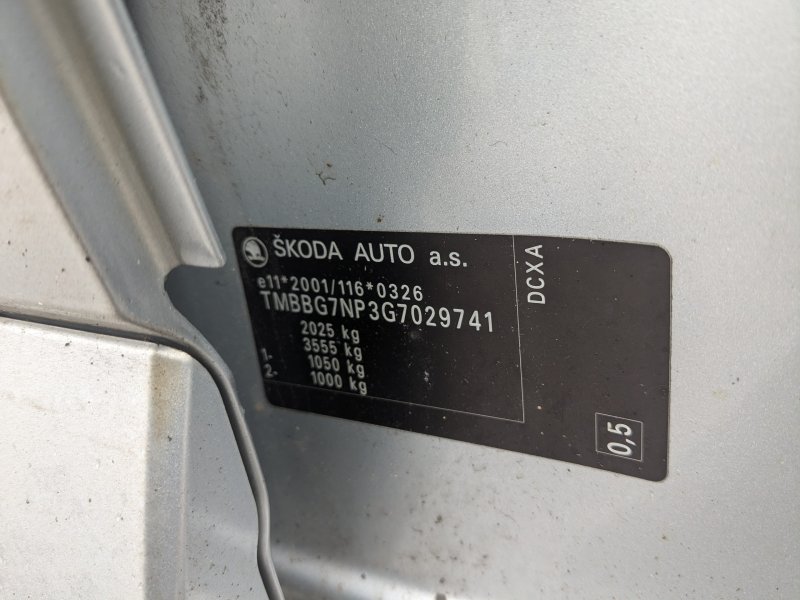 ŠKODA AUTO a.s.
e11*2001/116*0326
TMBBG7NP3G7029741
2025 kg
3555 kg
1- 1050 kg
2- 1000 kg
DCXA
0,5